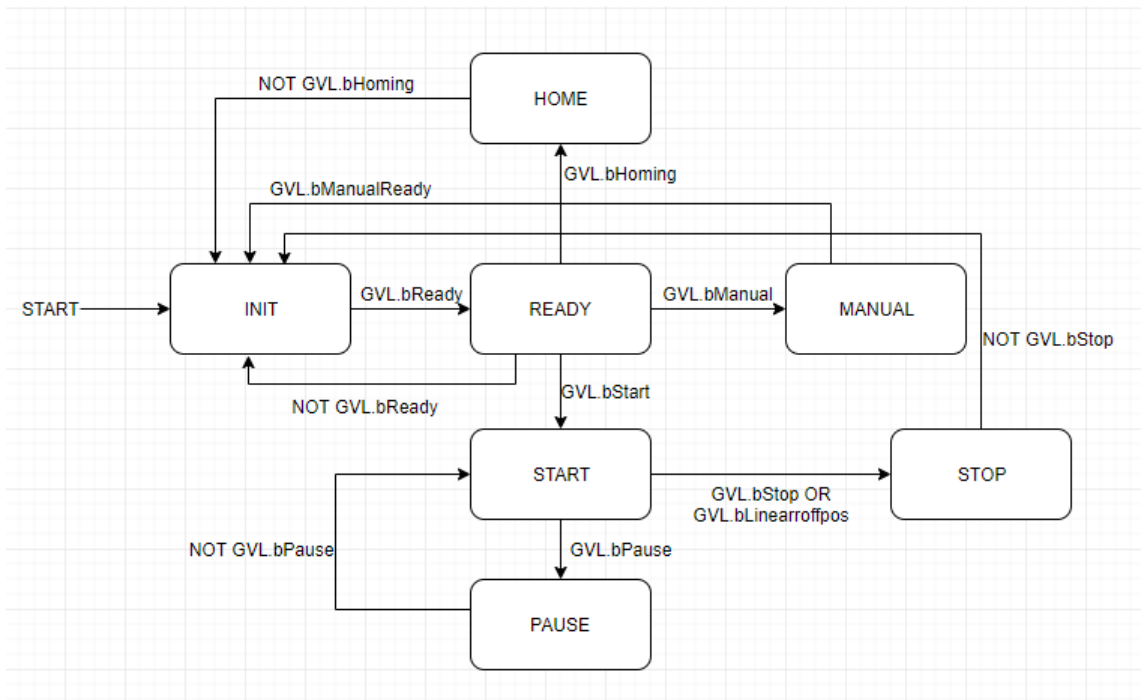 NOT GVL.bHoming
HOME
GVL.bHoming
GVL.bManualReady
START
INIT
GVL.bReady
READY
GVL.bManual
MANUAL
NOT GVL.bStop
NOT GVL.bReady
GVL.bStart
START
STOP
GVL.bStop OR
GVL.bLinearroffpos
NOT GVL.bPause
GVL.bPause
PAUSE